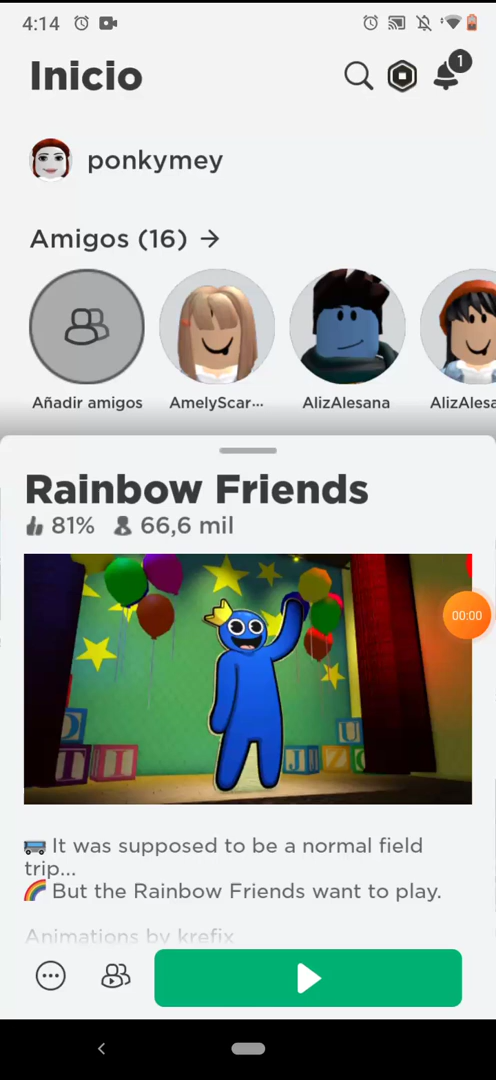 4:14
Inicio
1
ponkymey
Amigos (16) →
Añadir amigos
AmelyScar...
AlizAlesana
AlizAlesa
Rainbow Friends
81% 66,6 mil
00:00
It was supposed to be a normal field
trip...
But the Rainbow Friends want to play.
Animations by krefix